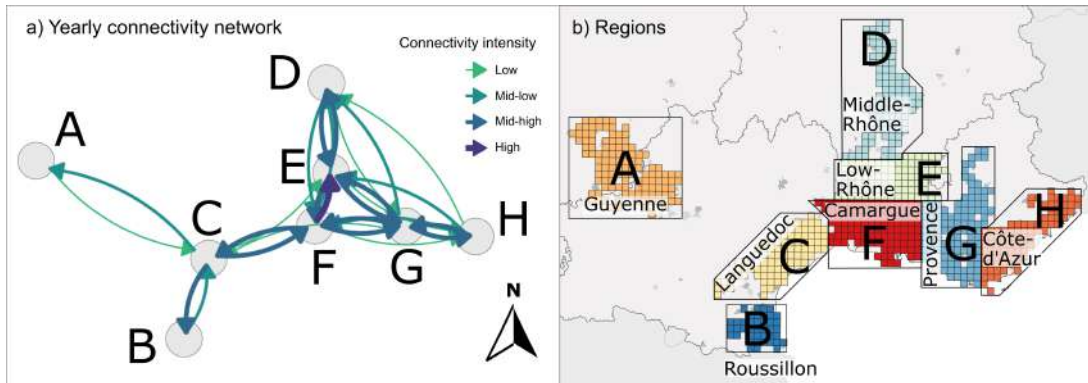 a) Yearly connectivity network
Connectivity intensity
Low
Mid-low
Mid-high
High
A
B
C
D
E
F
G
H
N
b) Regions
D
Middle-
Rhône
A
Guyenne
Low-
Rhône
E
Camargue
F
Provence
G
H
Côte-
d'Azur
Languedoc
C
B
Roussillon